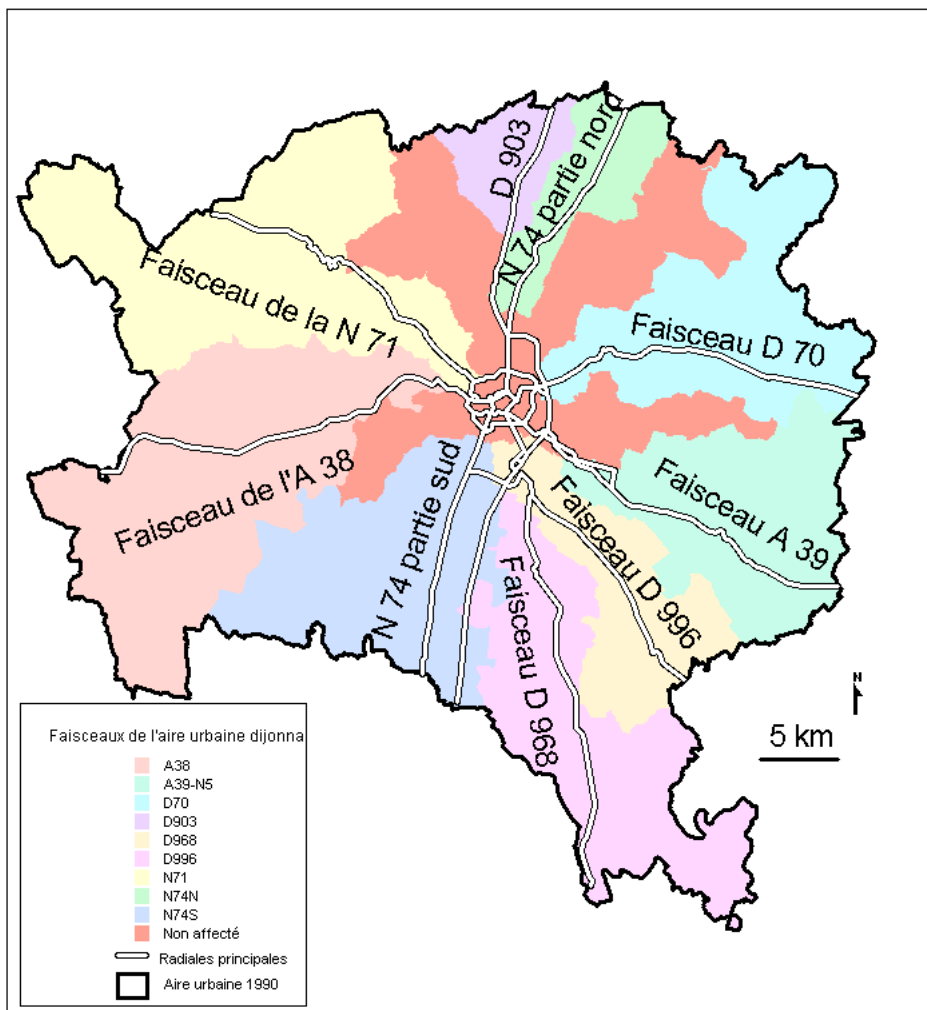 D 903
N 74 partie nord
Faisceau de la N 71
Faisceau D 70
Faisceau de l'A 38
N 74 partie sud
Faisceau A 39
Faisceau D 996
Faisceau D 968
N
5 km
Faisceaux de l'aire urbaine dijonna
A38
A39-N5
D70
D903
D968
D996
N71
N74N
N74S
Non affecté
Radiales principales
Aire urbaine 1990